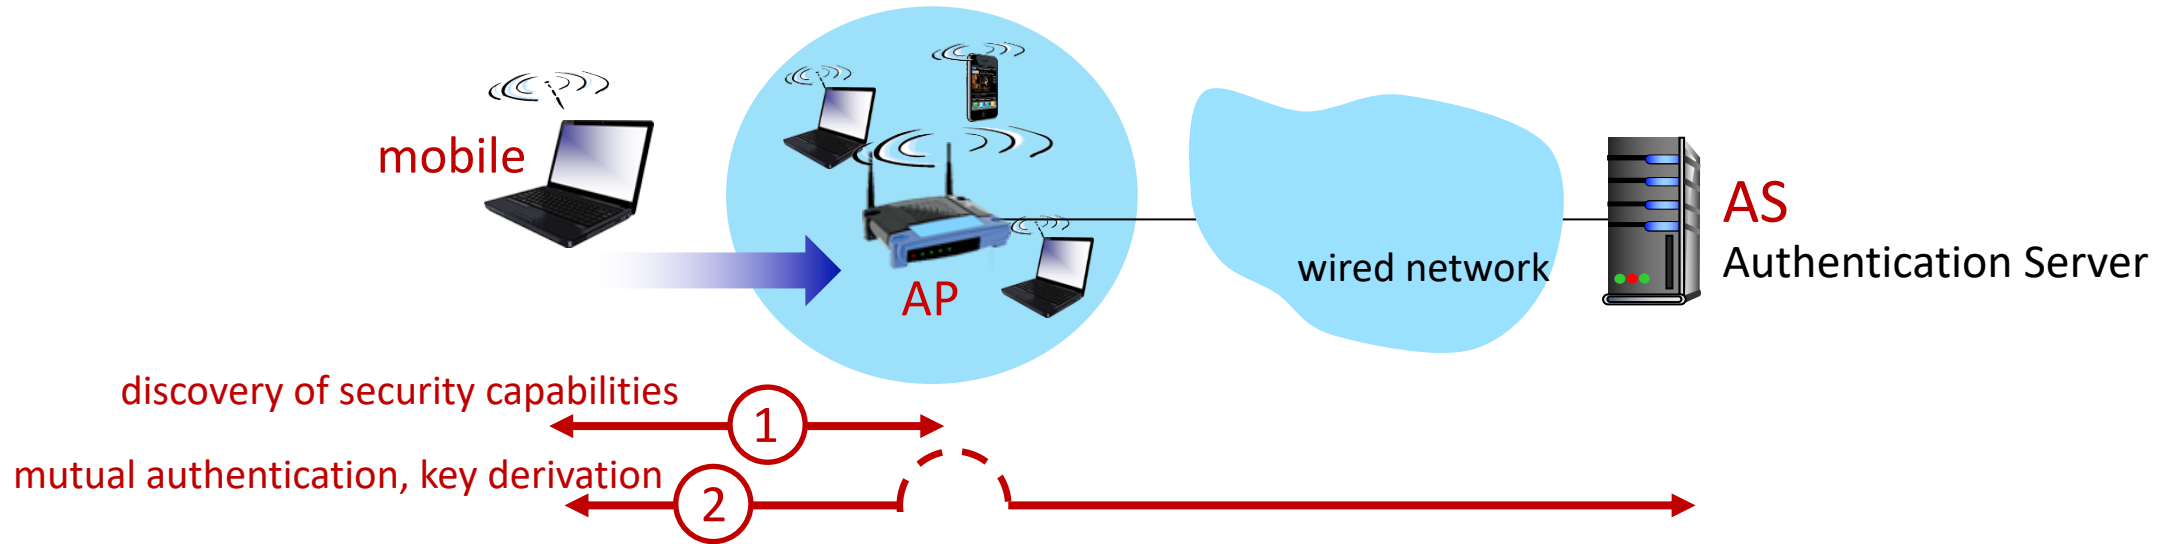 mobile
AP
wired network
AS
Authentication Server
discovery of security capabilities
1
mutual authentication, key derivation
2